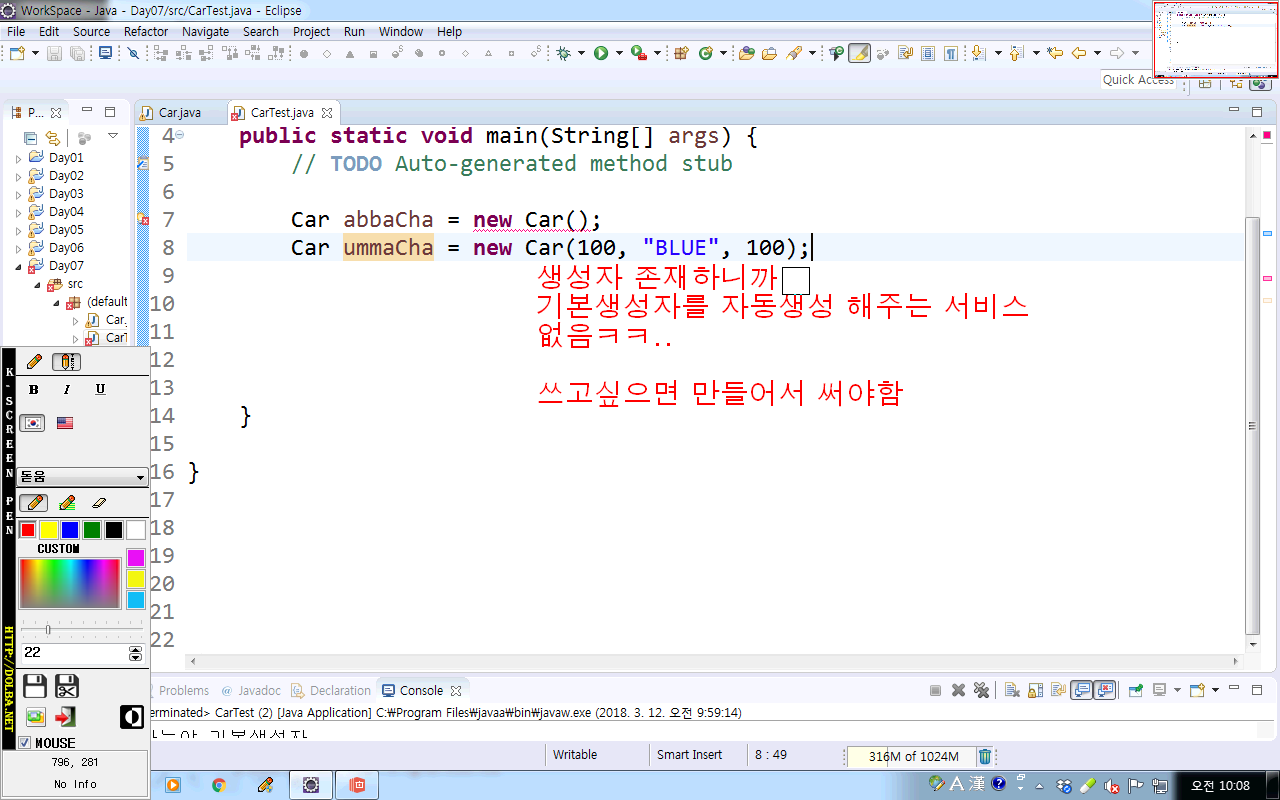 WorkSpace - Java - Day07/src/CarTest.java - Eclipse
File Edit Source Refactor Navigate Search Project Run Window Help
Quick Access
P...
Car.java
CarTest.java
Day01
Day02
Day03
Day04
Day05
Day06
Day07
src
(default
Car.
CarT
4 public static void main(String[] args) {
5 // TODO Auto-generated method stub
6
7 Car abbaCha = new Car();
8 Car ummaCha = new Car(100, "BLUE", 100);
9
10
11
12
13
14 }
15
16 }
17
18
19
20
21
22
생성자 존재하니까
기본생성자를 자동생성 해주는 서비스
없음ㅋㅋ..
쓰고싶으면 만들어서 써야함
K-SCREEN PEN
HTTP://DOLBA.NET
TEXT
B I U
돋움
CUSTOM
22
MOUSE
796, 281
No Info
Problems @ Javadoc Declaration Console
erminated> CarTest (2) [Java Application] C:₩Program Files₩javaa₩bin₩javaw.exe (2018. 3. 12. 오전 9:59:14)
Writable Smart Insert 8 : 49 316M of 1024M
A 漢 ?
오전 10:08